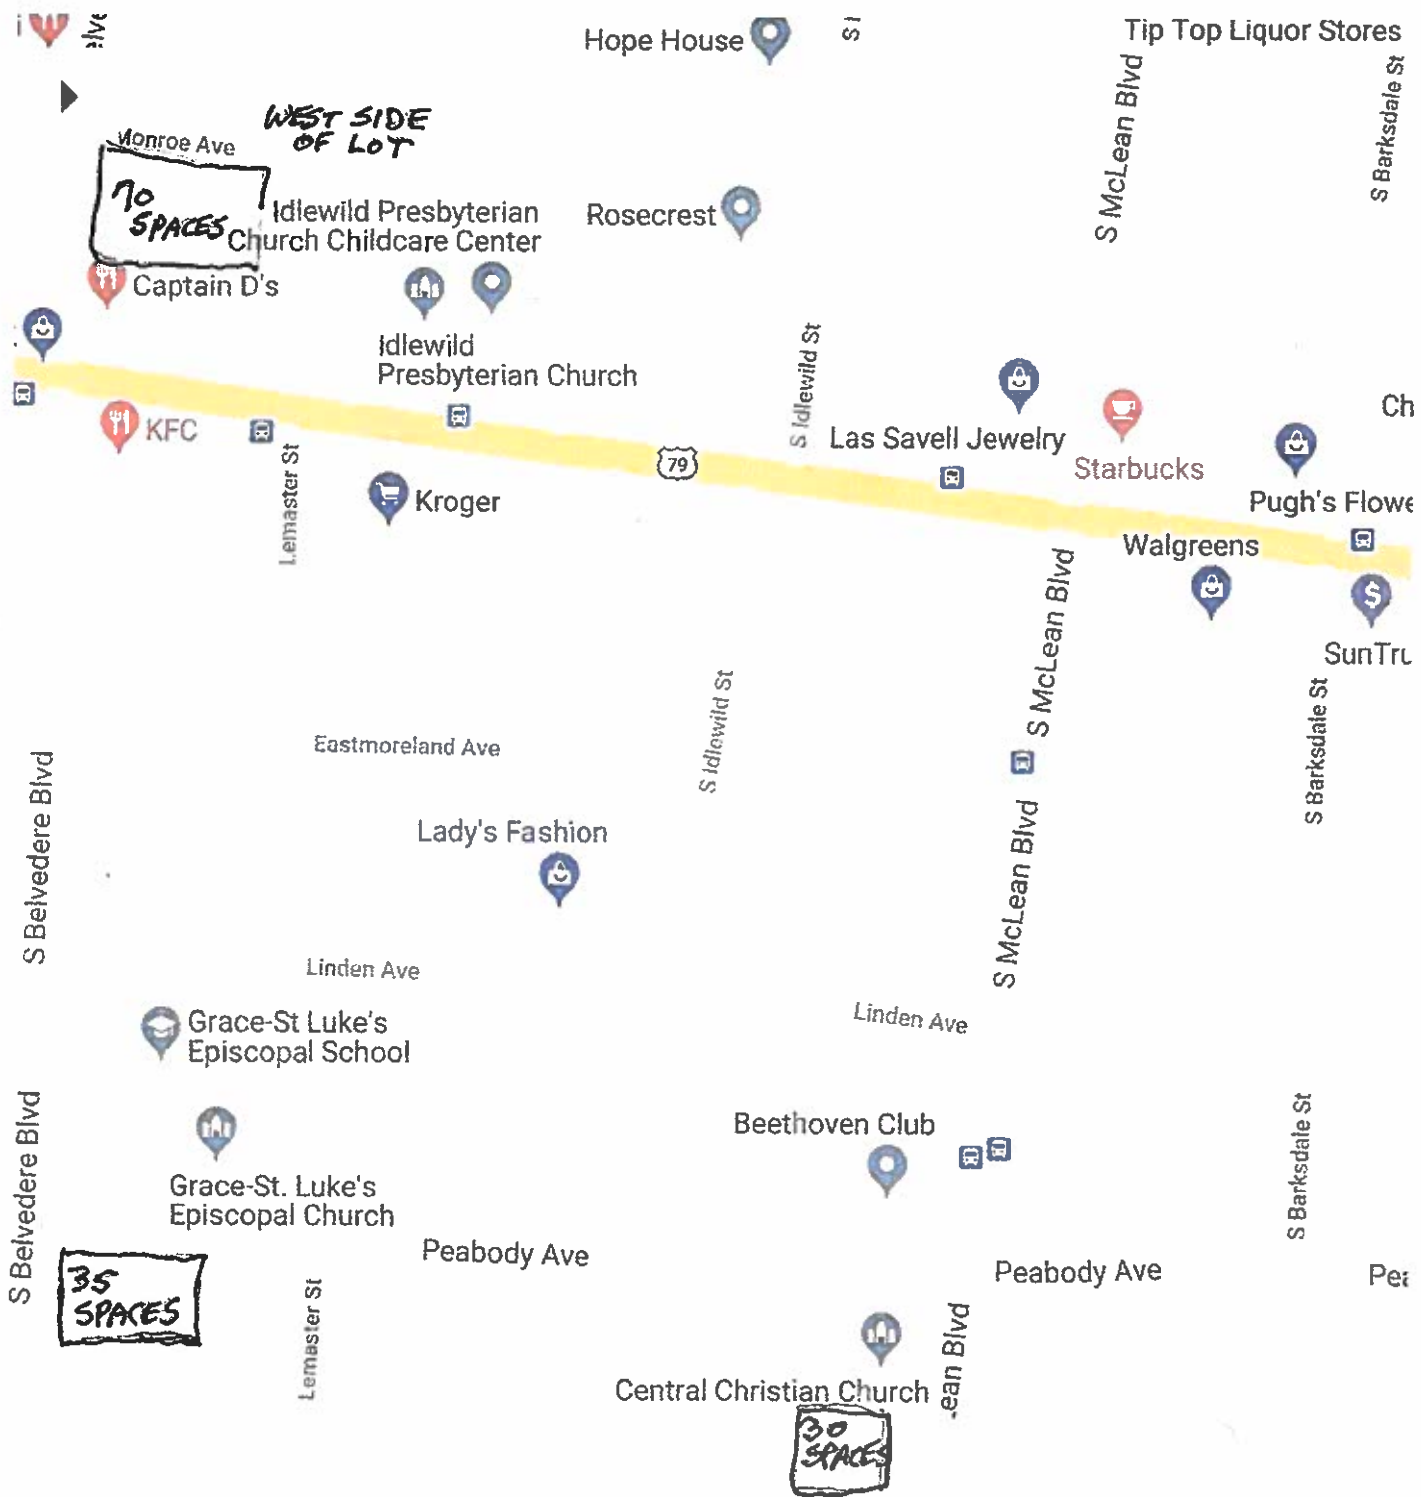 i
elve
Hope House
S I
Tip Top Liquor Stores
S McLean Blvd
S Barksdale St
WEST SIDE
OF LOT
Monroe Ave
70
SPACES
Idlewild Presbyterian
Church Childcare Center
Rosecrest
Captain D's
Idlewild
Presbyterian Church
S Idlewild St
Ch
KFC
Las Savell Jewelry
Starbucks
79
Lemaster St
Kroger
Pugh's Flowe
Walgreens
$
S McLean Blvd
SunTru
S Idlewild St
S Barksdale St
Eastmoreland Ave
S Belvedere Blvd
Lady's Fashion
S McLean Blvd
Linden Ave
Linden Ave
Grace-St Luke's
Episcopal School
S Belvedere Blvd
Beethoven Club
S Barksdale St
Grace-St. Luke's
Episcopal Church
Peabody Ave
Peabody Ave
Pea
35
SPACES
Lemaster St
ean Blvd
Central Christian Church
30
SPACES